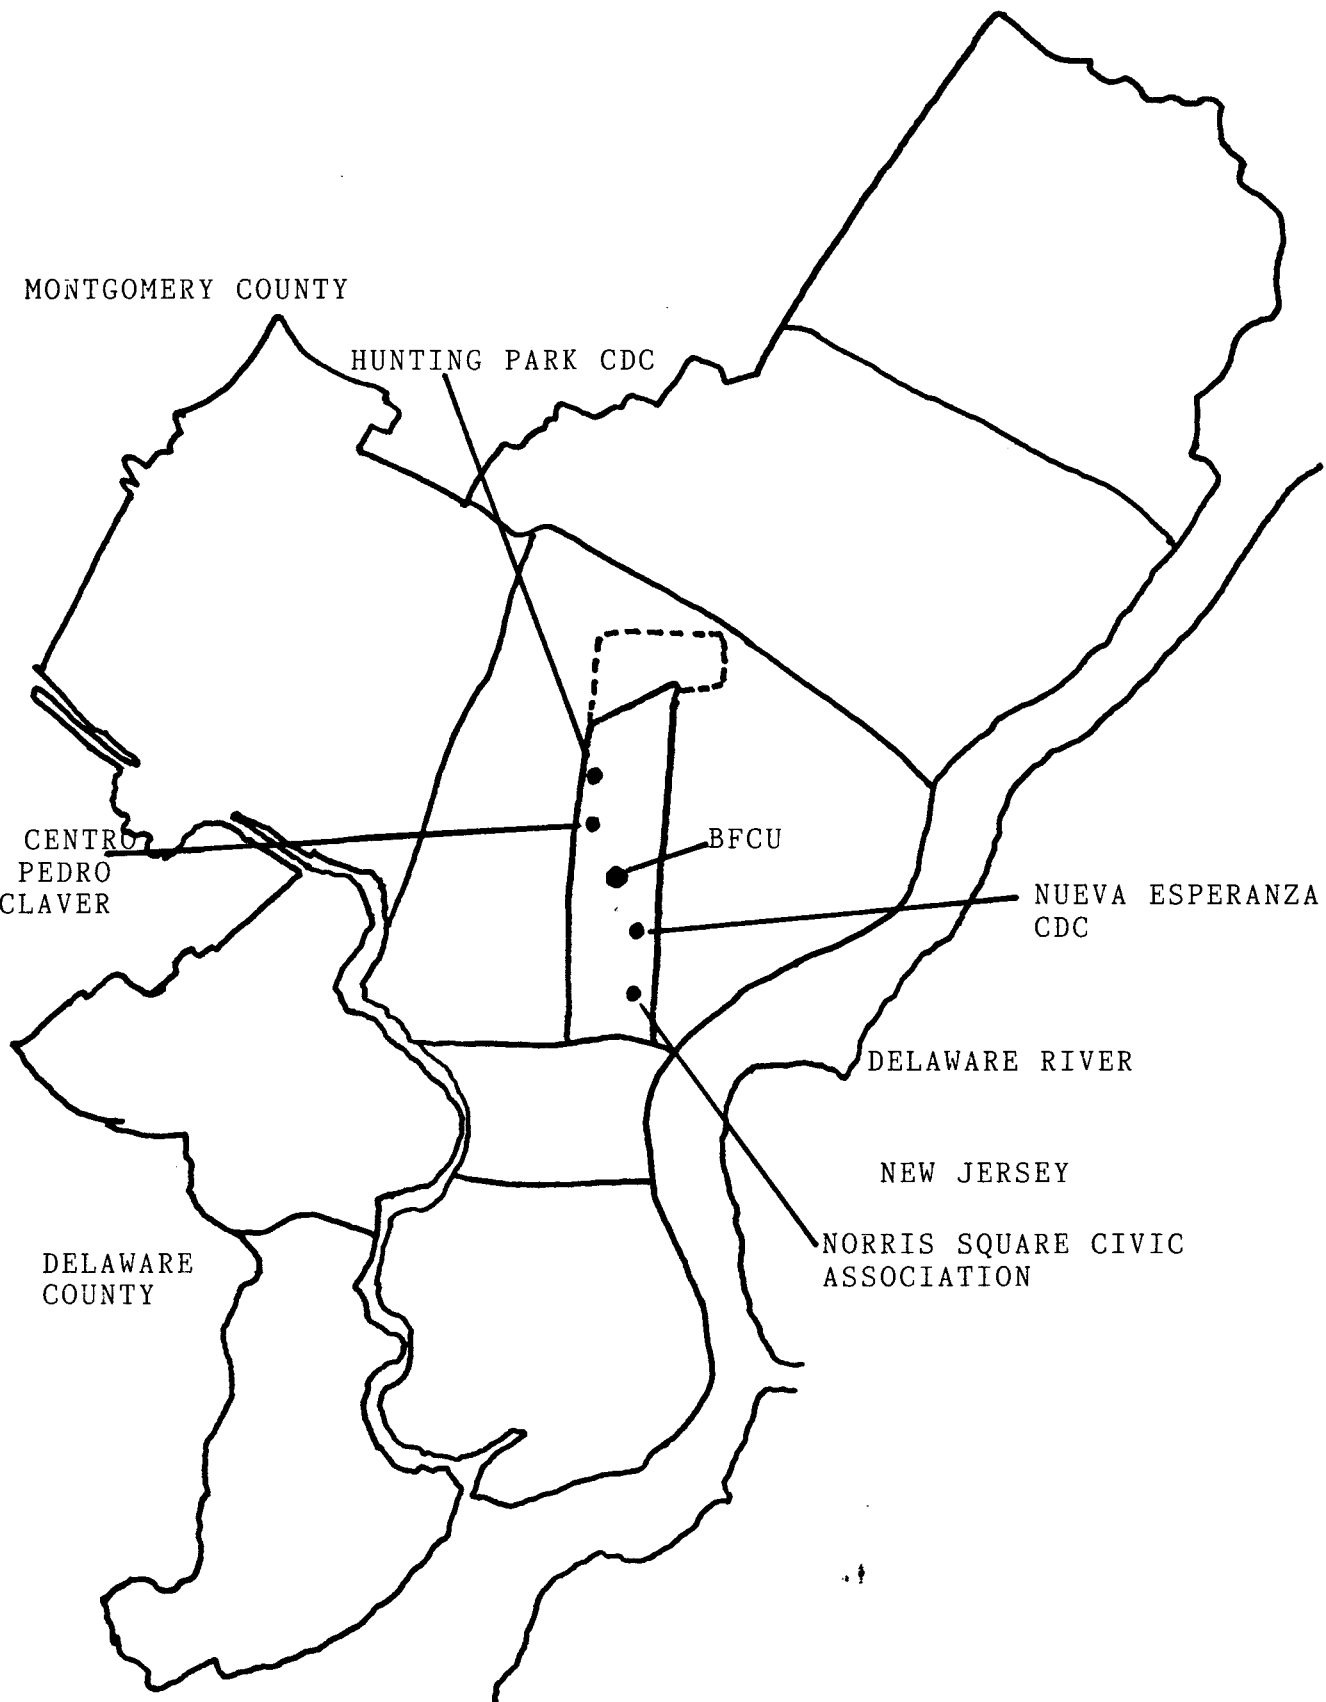 MONTGOMERY COUNTY
HUNTING PARK CDC
CENTRO
PEDRO
CLAVER
BFCU
NUEVA ESPERANZA
CDC
DELAWARE RIVER
NEW JERSEY
NORRIS SQUARE CIVIC
ASSOCIATION
DELAWARE
COUNTY